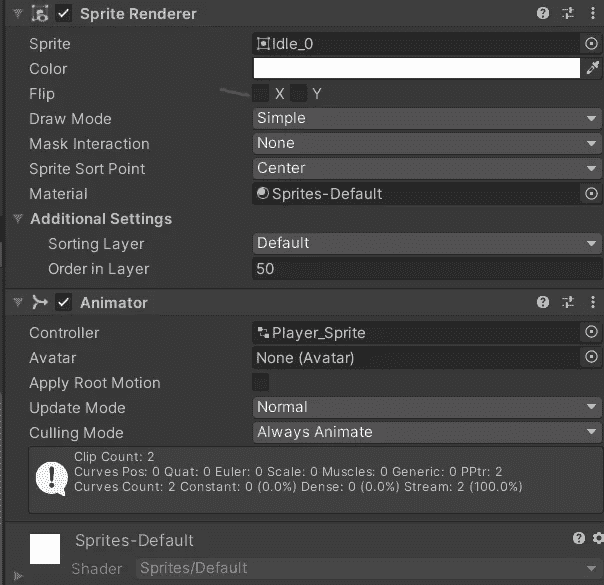 Sprite Renderer
Sprite Idle_0
Color
Flip X Y
Draw Mode Simple
Mask Interaction None
Sprite Sort Point Center
Material Sprites-Default
Additional Settings
Sorting Layer Default
Order in Layer 50
Animator
Controller Player_Sprite
Avatar None (Avatar)
Apply Root Motion
Update Mode Normal
Culling Mode Always Animate
Clip Count: 2
Curves Pos: 0 Quat: 0 Euler: 0 Scale: 0 Muscles: 0 Generic: 0 PPtr: 2
Curves Count: 2 Constant: 0 (0.0%) Dense: 0 (0.0%) Stream: 2 (100.0%)
Sprites-Default
Shader Sprites/Default